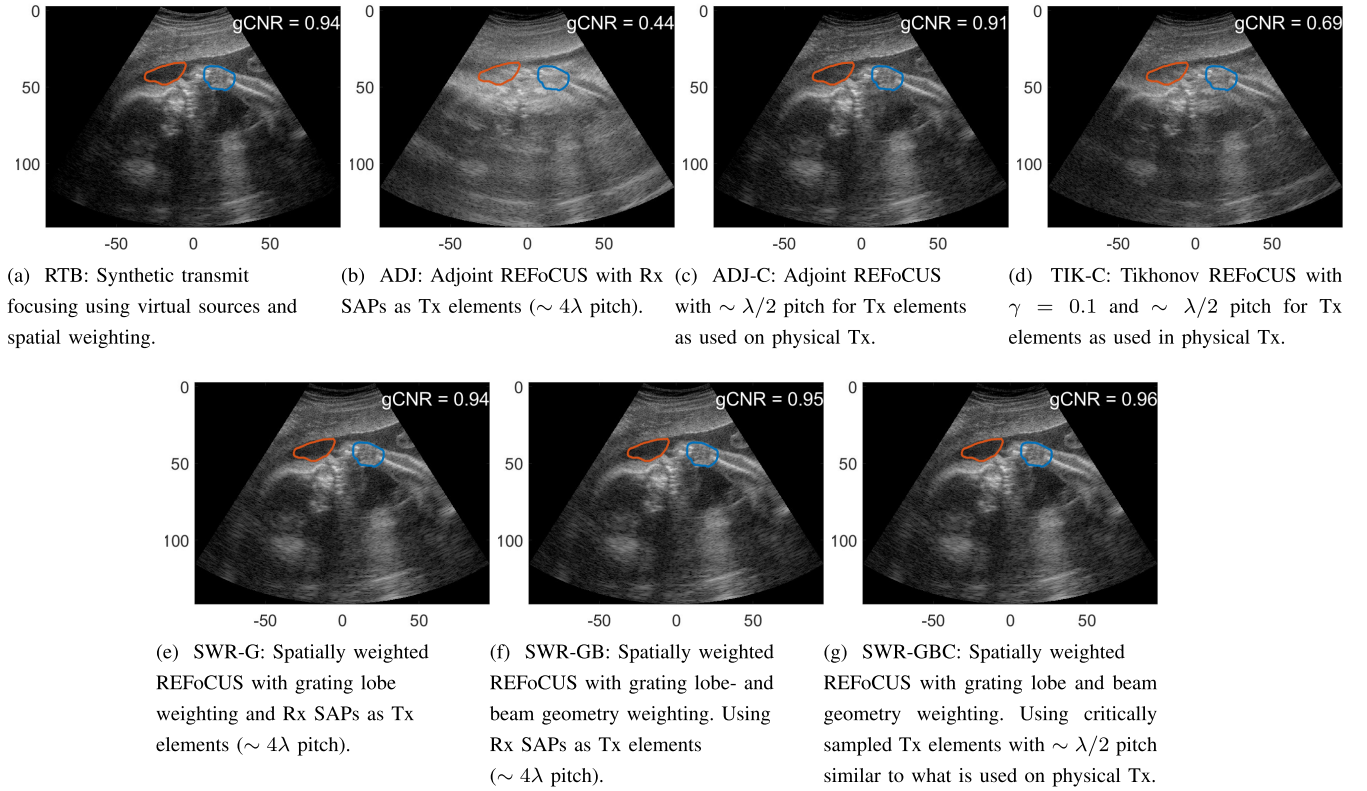 0
50
100
-50
0
50
gCNR = 0.94
(a) RTB: Synthetic transmit
focusing using virtual sources and
spatial weighting.
0
50
100
-50
0
50
gCNR = 0.44
(b) ADJ: Adjoint REFoCUS with Rx
SAPs as Tx elements (∼ 4λ pitch).
0
50
100
-50
0
50
gCNR = 0.91
(c) ADJ-C: Adjoint REFoCUS
with ∼ λ/2 pitch for Tx elements
as used on physical Tx.
0
50
100
-50
0
50
gCNR = 0.69
(d) TIK-C: Tikhonov REFoCUS with
γ = 0.1 and ∼ λ/2 pitch for Tx
elements as used in physical Tx.
0
50
100
-50
0
50
gCNR = 0.94
(e) SWR-G: Spatially weighted
REFoCUS with grating lobe
weighting and Rx SAPs as Tx
elements (∼ 4λ pitch).
0
50
100
-50
0
50
gCNR = 0.95
(f) SWR-GB: Spatially weighted
REFoCUS with grating lobe- and
beam geometry weighting. Using
Rx SAPs as Tx elements
(∼ 4λ pitch).
0
50
100
-50
0
50
gCNR = 0.96
(g) SWR-GBC: Spatially weighted
REFoCUS with grating lobe and beam
geometry weighting. Using critically
sampled Tx elements with ∼ λ/2 pitch
similar to what is used on physical Tx.